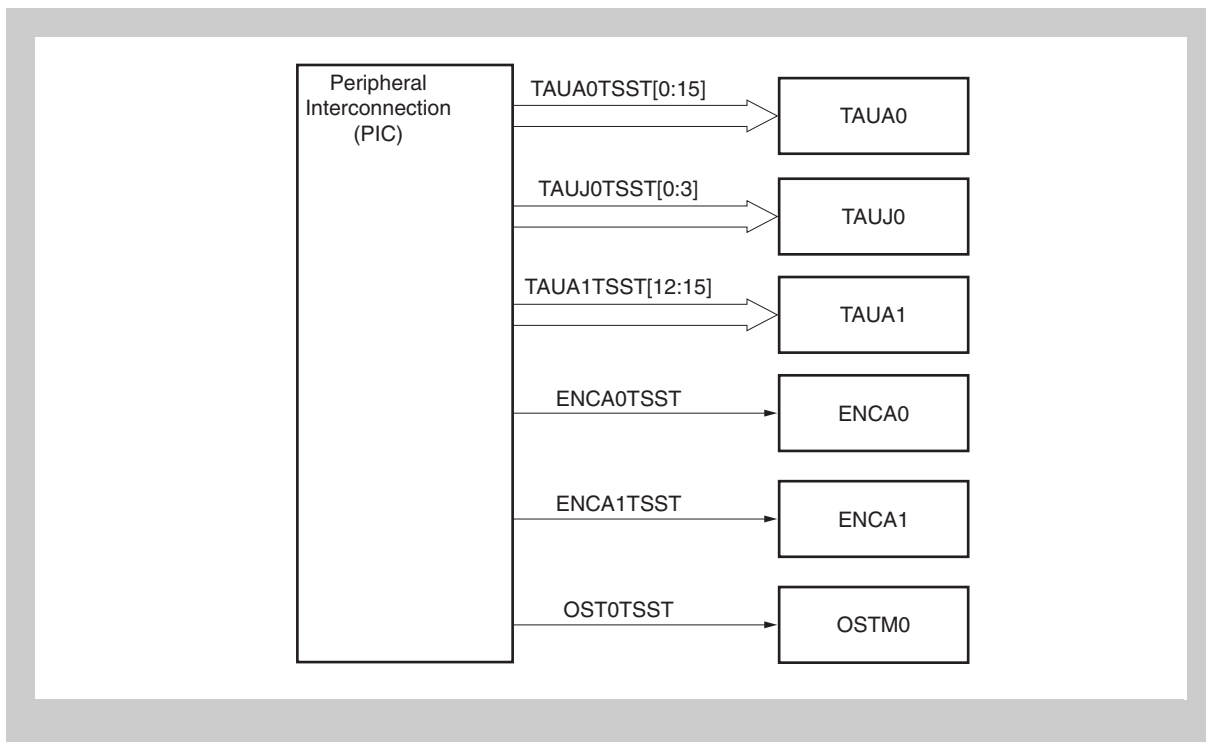 Peripheral
Interconnection
(PIC)
TAUA0TSST[0:15]
TAUA0
TAUJ0TSST[0:3]
TAUJ0
TAUA1TSST[12:15]
TAUA1
ENCA0TSST
ENCA0
ENCA1TSST
ENCA1
OST0TSST
OSTM0